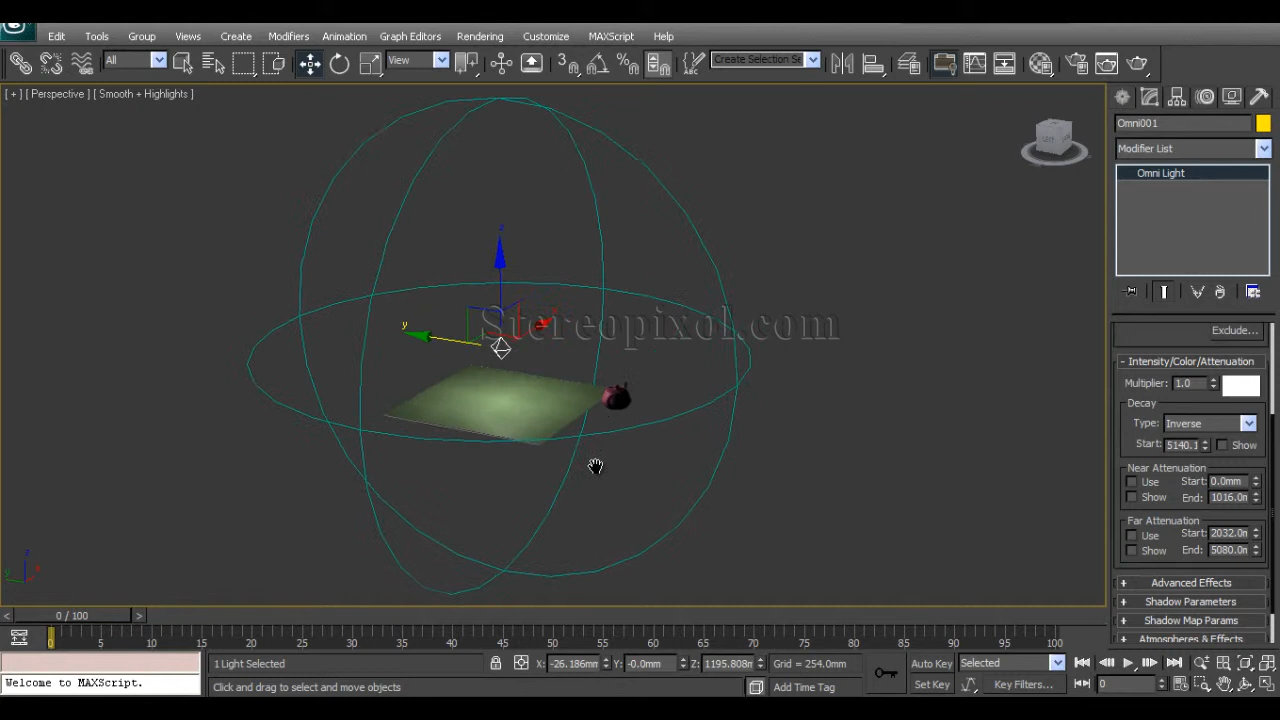 Edit Tools Group Views Create Modifiers Animation Graph Editors Rendering Customize MAXScript Help
All View 3 Create Selection Se
[ + ] [ Perspective ] [ Smooth + Highlights ]
Omni001
Modifier List
Omni Light
z
y
Stereopixol.com
Exclude...
- Intensity/Color/Attenuation
Multiplier: 1.0
Decay
Type: Inverse
Start: 5140.1 Show
Near Attenuation
Use Start: 0.0mm
Show End: 1016.0m
Far Attenuation
Use Start: 2032.0m
Show End: 5080.0m
+ Advanced Effects
+ Shadow Parameters
+ Shadow Map Params
+ Atmospheres & Effects
z
y x
< 0 / 100 >
0 5 10 15 20 25 30 35 40 45 50 55 60 65 70 75 80 85 90 95 100
1 Light Selected X: -26.186mm Y: -0.0mm Z: 1195.808m Grid = 254.0mm Auto Key Selected
Welcome to MAXScript. Click and drag to select and move objects Add Time Tag Set Key Key Filters... 0